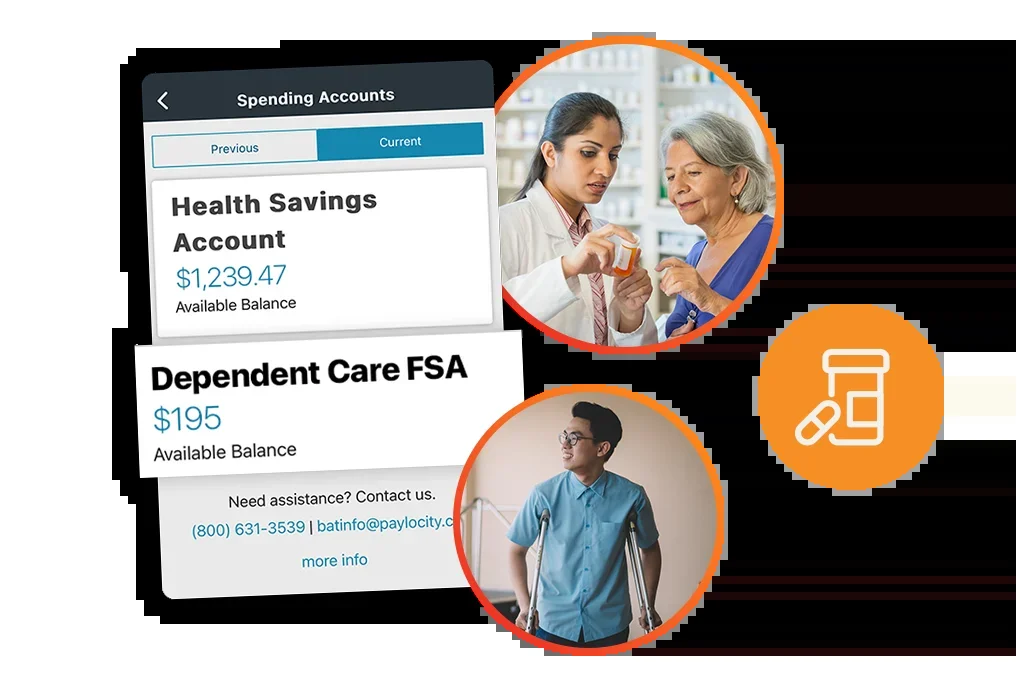 Spending Accounts
Previous
Current
Health Savings
Account
$1,239.47
Available Balance
Dependent Care FSA
$195
Available Balance
Need assistance? Contact us.
(800) 631-3539 | batinfo@paylocity.c
more info